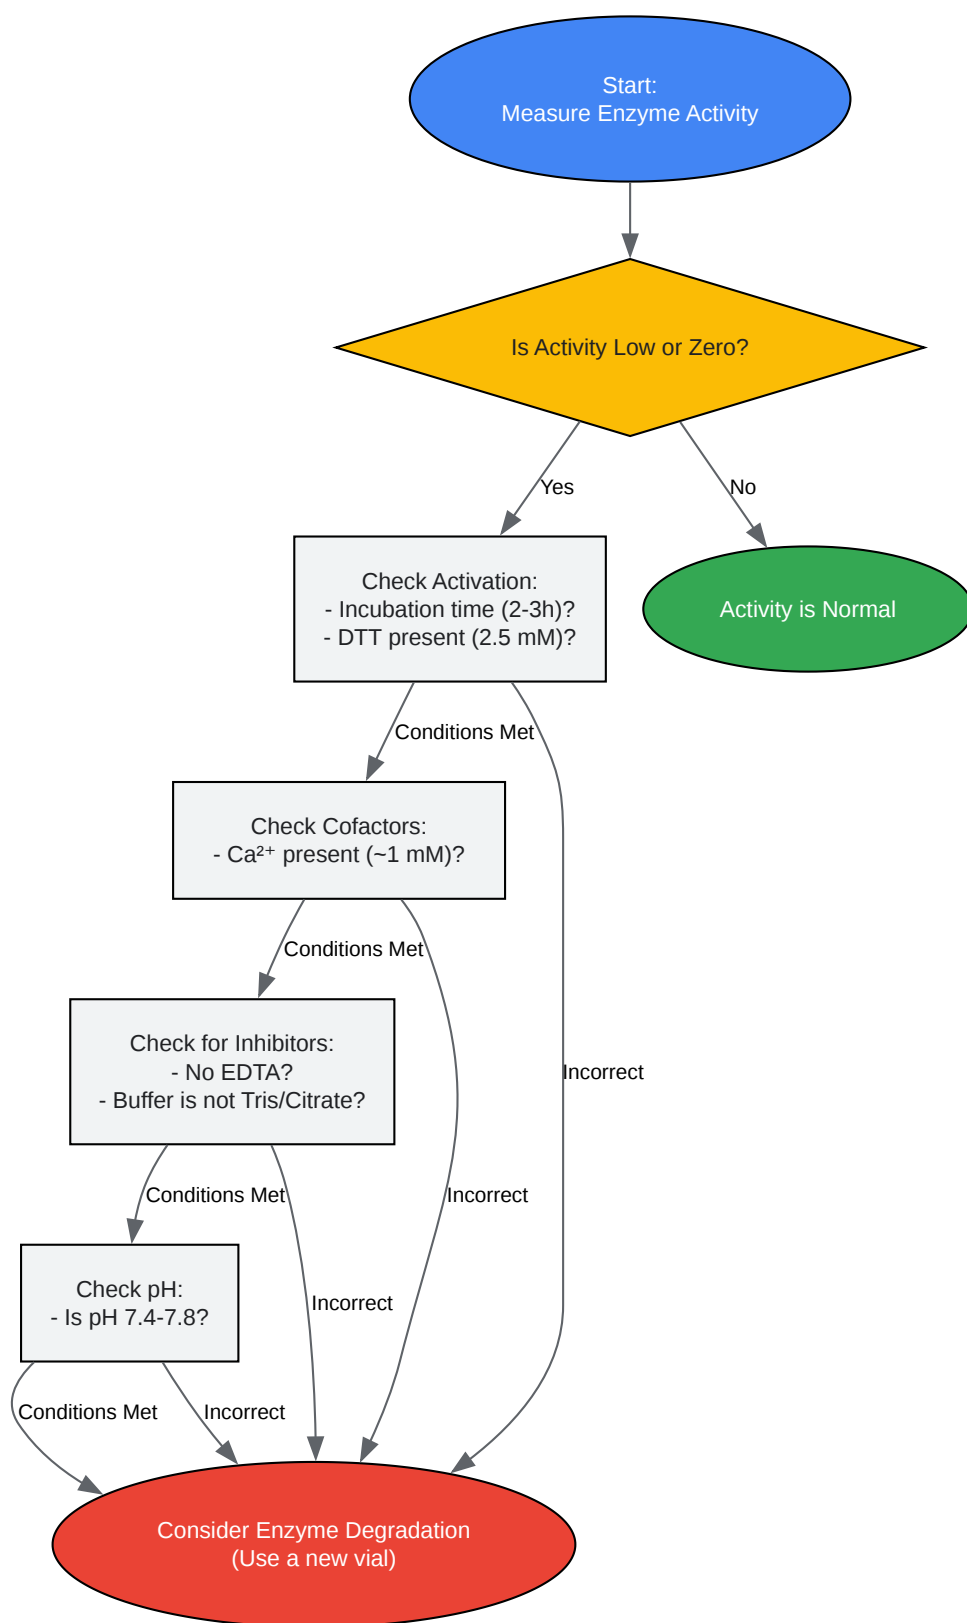 Start:
Measure Enzyme Activity
Is Activity Low or Zero?
Yes
No
Check Activation:
- Incubation time (2-3h)?
- DTT present (2.5 mM)?
Activity is Normal
Conditions Met
Check Cofactors:
- Ca²⁺ present (~1 mM)?
Conditions Met
Check for Inhibitors:
- No EDTA?
- Buffer is not Tris/Citrate?
Incorrect
Conditions Met
Incorrect
Check pH:
- Is pH 7.4-7.8?
Incorrect
Conditions Met
Incorrect
Consider Enzyme Degradation
(Use a new vial)